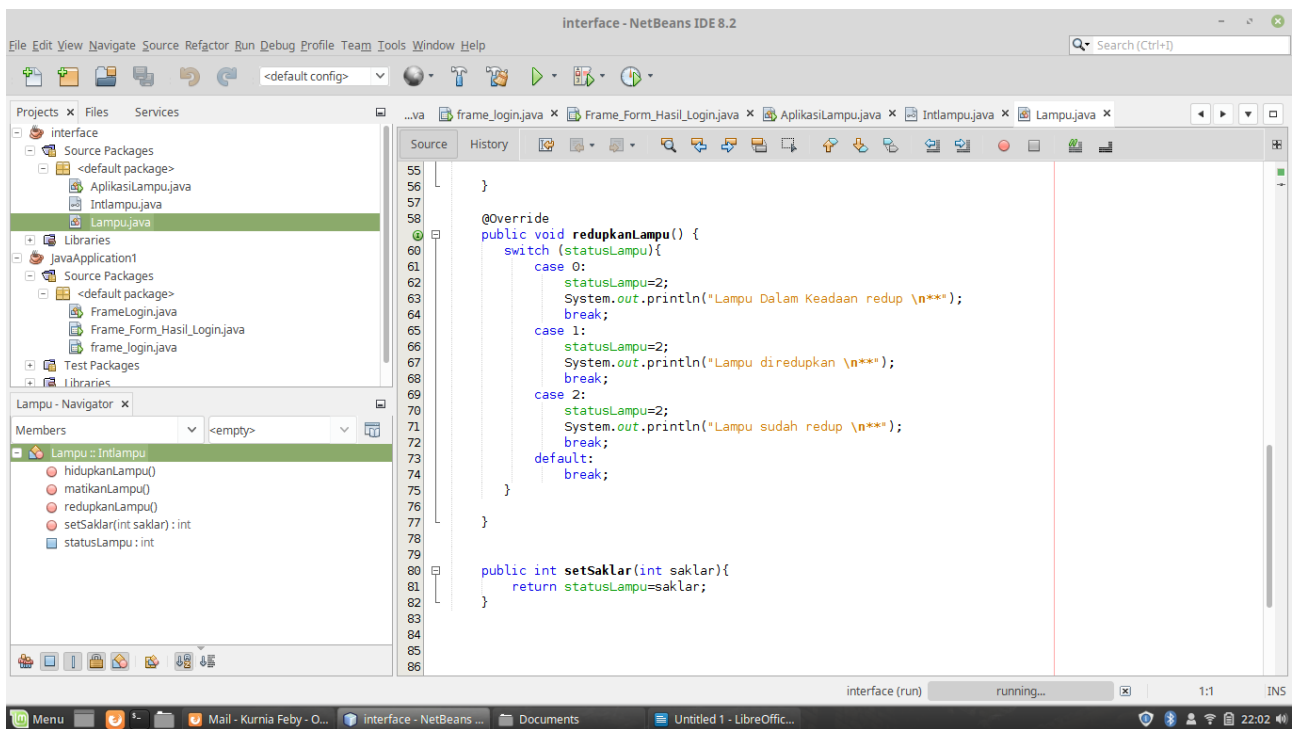 interface - NetBeans IDE 8.2
File Edit View Navigate Source Refactor Run Debug Profile Team Tools Window Help
Search (Ctrl+I)
<default config>
Projects Files Services
...va frame_login.java Frame_Form_Hasil_Login.java AplikasiLampu.java Intlampu.java Lampu.java
interface
Source Packages
<default package>
AplikasiLampu.java
Intlampu.java
Lampu.java
Libraries
JavaApplication1
Source Packages
<default package>
FrameLogin.java
Frame_Form_Hasil_Login.java
frame_login.java
Test Packages
Libraries
Lampu - Navigator
Members <empty>
Lampu :: Intlampu
hidupkanLampu()
matikanLampu()
redupkanLampu()
setSaklar(int saklar) : int
statusLampu : int
Source History
55
56 }
57
58 @Override
public void redupkanLampu() {
60 switch (statusLampu){
61 case 0:
62 statusLampu=2;
63 System.out.println("Lampu Dalam Keadaan redup \n**");
64 break;
65 case 1:
66 statusLampu=2;
67 System.out.println("Lampu diredupkan \n**");
68 break;
69 case 2:
70 statusLampu=2;
71 System.out.println("Lampu sudah redup \n**");
72 break;
73 default:
74 break;
75 }
76
77 }
78
79
80 public int setSaklar(int saklar){
81 return statusLampu=saklar;
82 }
83
84
85
86
interface (run) running... 1:1 INS
Menu Mail - Kurnia Feby - O... interface - NetBeans ... Documents Untitled 1 - LibreOffic... 22:02